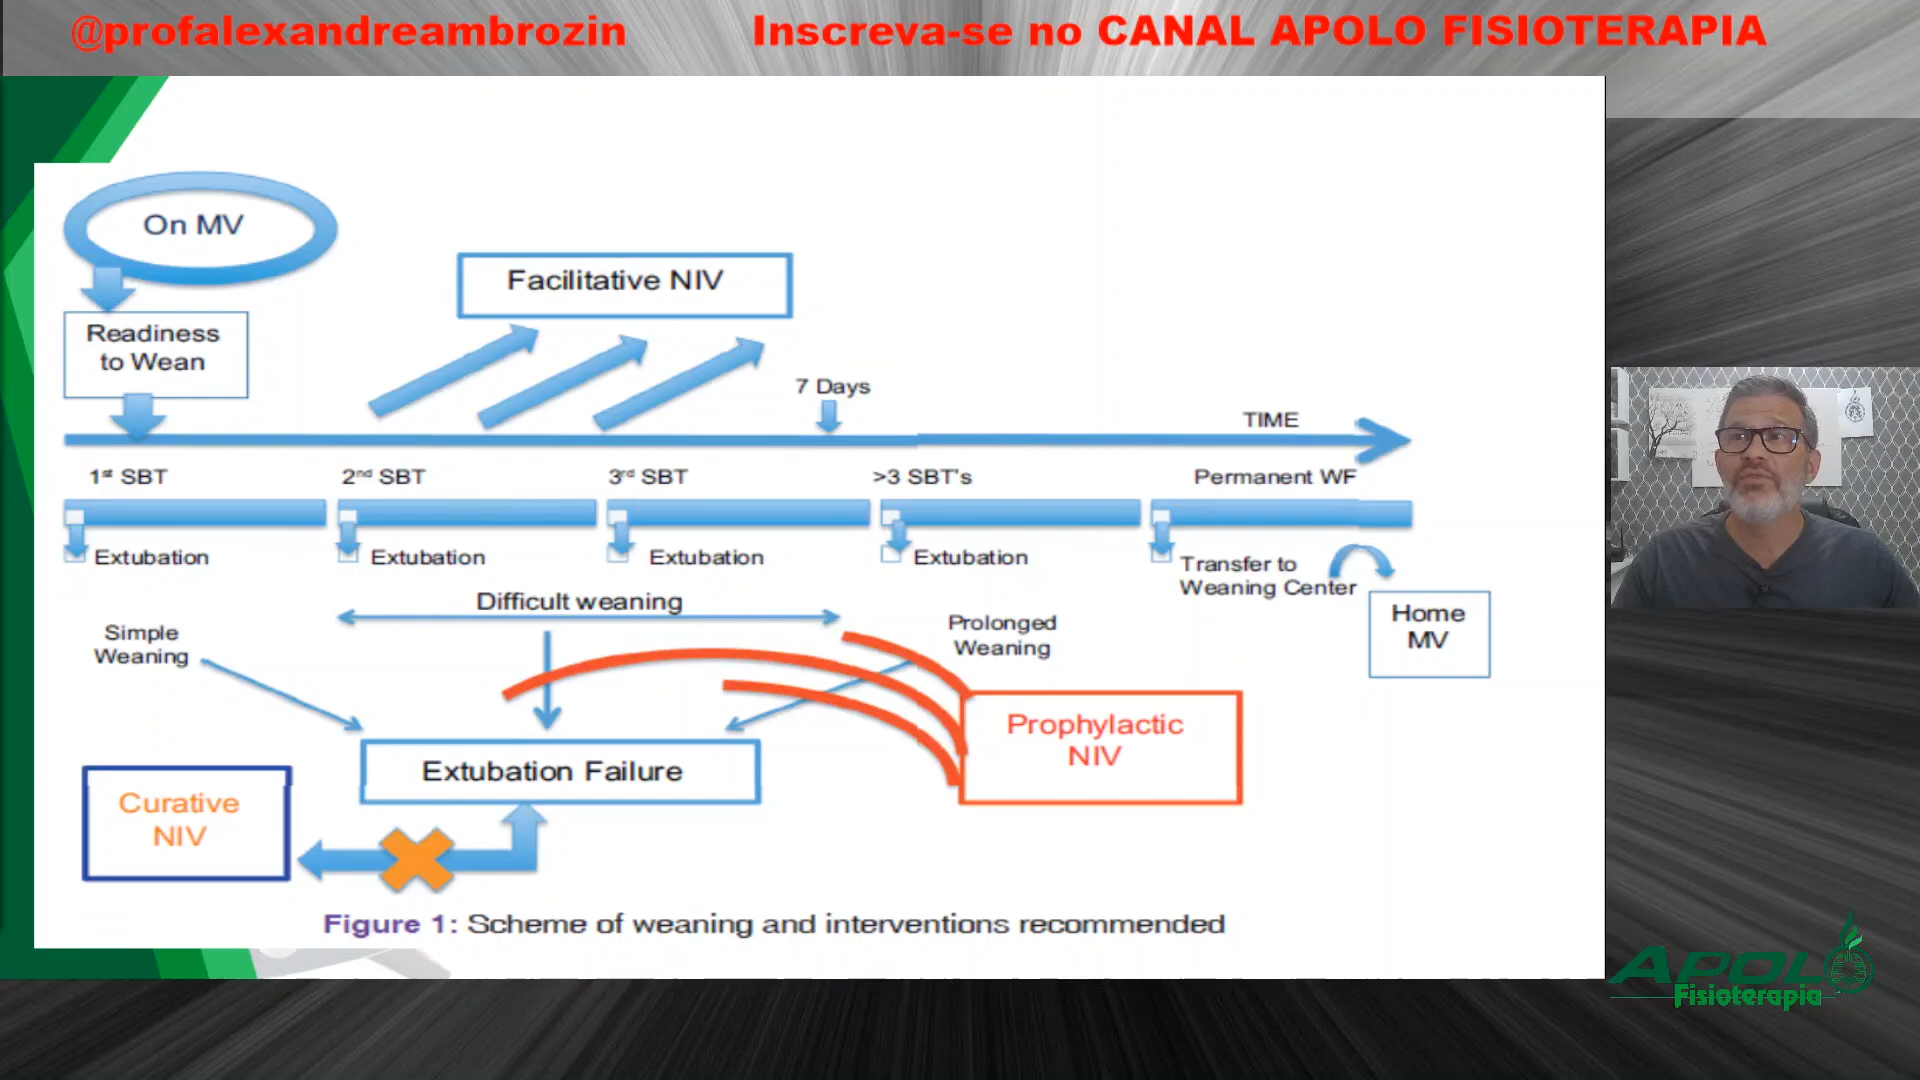 @profalexandreambrozin
Inscreva-se no CANAL APOLO FISIOTERAPIA
On MV
Readiness
to Wean
Facilitative NIV
7 Days
TIME
1st SBT
2nd SBT
3rd SBT
>3 SBT's
Permanent WF
Extubation
Extubation
Extubation
Extubation
Transfer to
Weaning Center
Home
MV
Difficult weaning
Simple
Weaning
Prolonged
Weaning
Prophylactic
NIV
Extubation Failure
Curative
NIV
Figure 1: Scheme of weaning and interventions recommended
APOLO
Fisioterapia